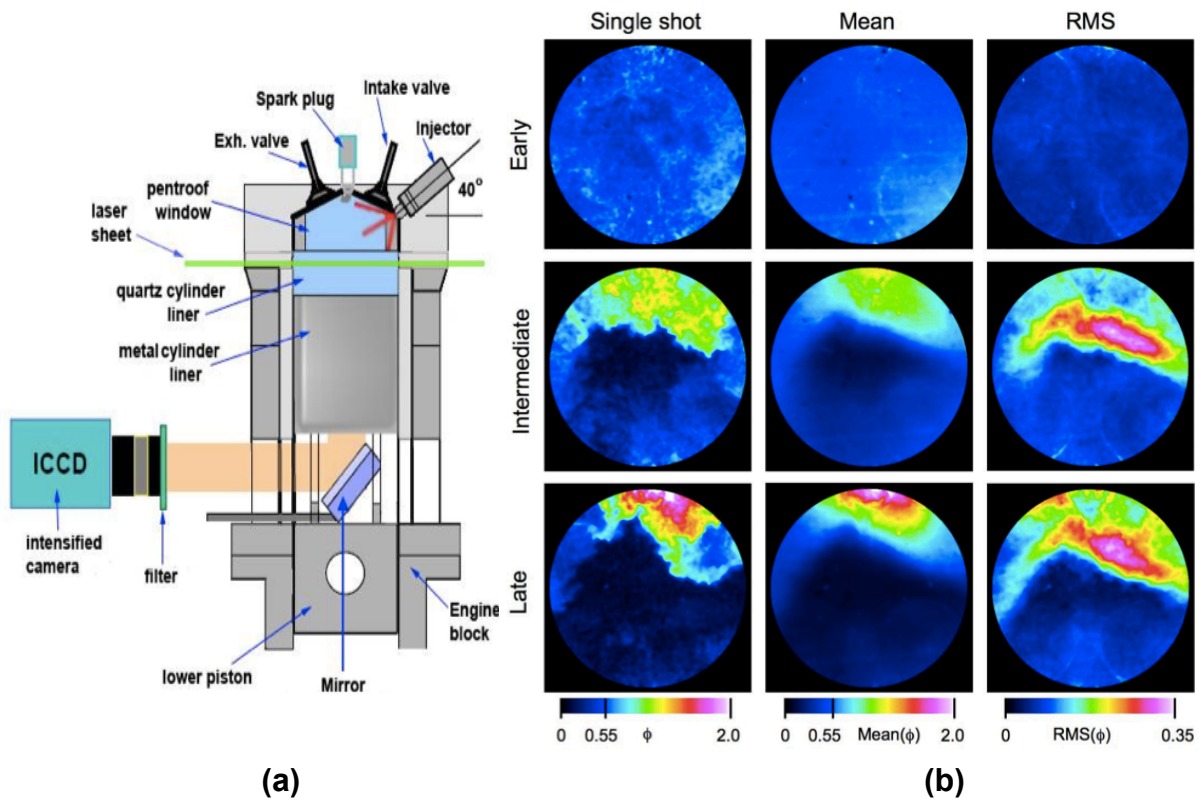 Spark plug
Intake valve
Exh. valve
Injector
pentroof
window
40°
laser
sheet
quartz cylinder
liner
metal cylinder
liner
ICCD
intensified
camera
filter
Engine
block
lower piston
Mirror
(a)
Single shot
Mean
RMS
Early
Intermediate
Late
0 0.55 ϕ 2.0
0 0.55 Mean(ϕ) 2.0
0 RMS(ϕ) 0.35
(b)